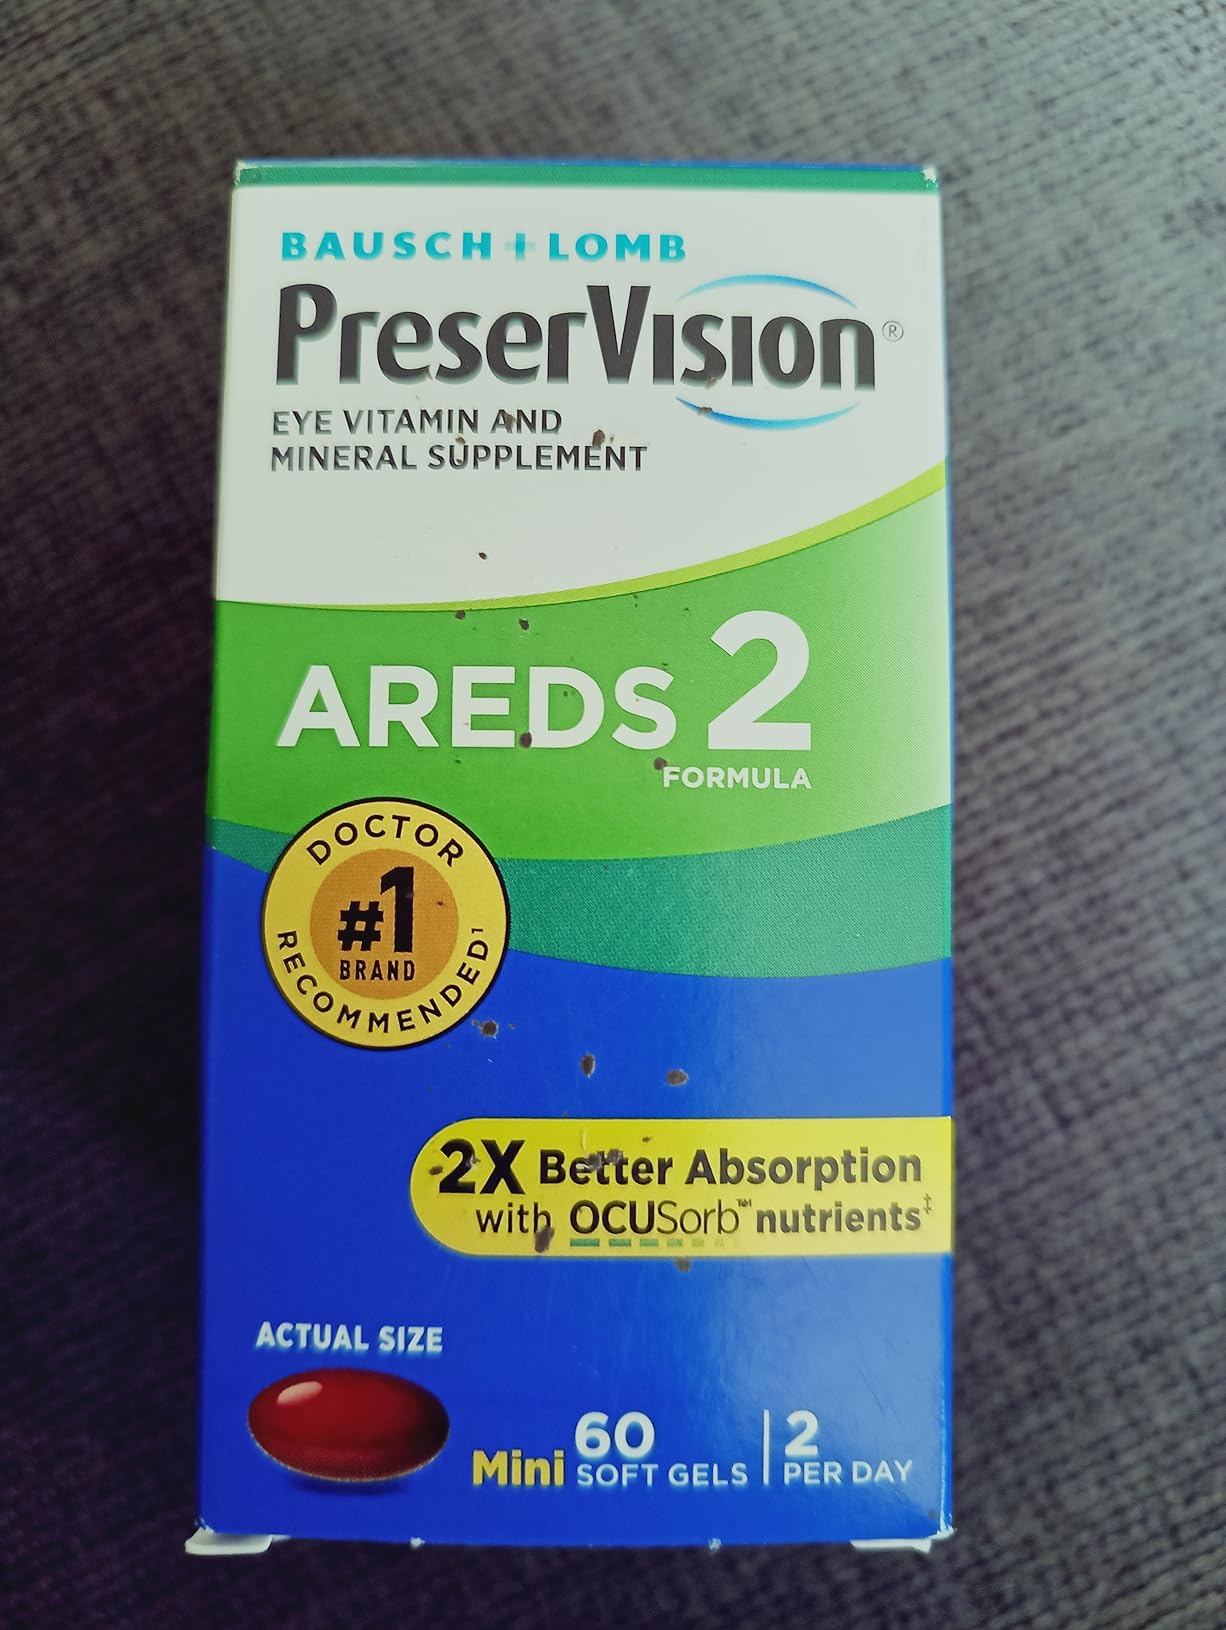 BAUSCH + LOMB
PreserVision®
EYE VITAMIN AND
MINERAL SUPPLEMENT
AREDS 2
FORMULA
DOCTOR
#1
BRAND
RECOMMENDED¹
2X Better Absorption
with OCUSorb™ nutrients‡
ACTUAL SIZE
Mini 60 SOFT GELS | 2 PER DAY